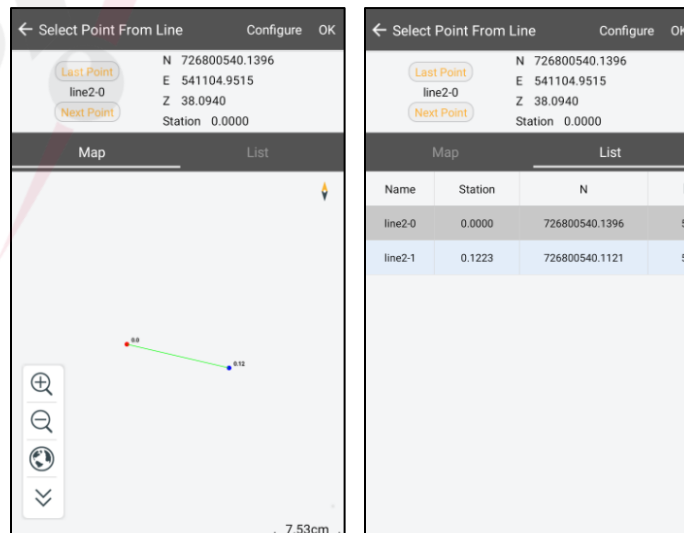 Select Point From Line Configure OK
Last Point
line2-0
Next Point
N 726800540.1396
E 541104.9515
Z 38.0940
Station 0.0000
Map List
0.0
0.12
7.53cm
Select Point From Line Configure
Last Point
line2-0
Next Point
N 726800540.1396
E 541104.9515
Z 38.0940
Station 0.0000
Map List
Name Station N
line2-0 0.0000 726800540.1396
line2-1 0.1223 726800540.1121